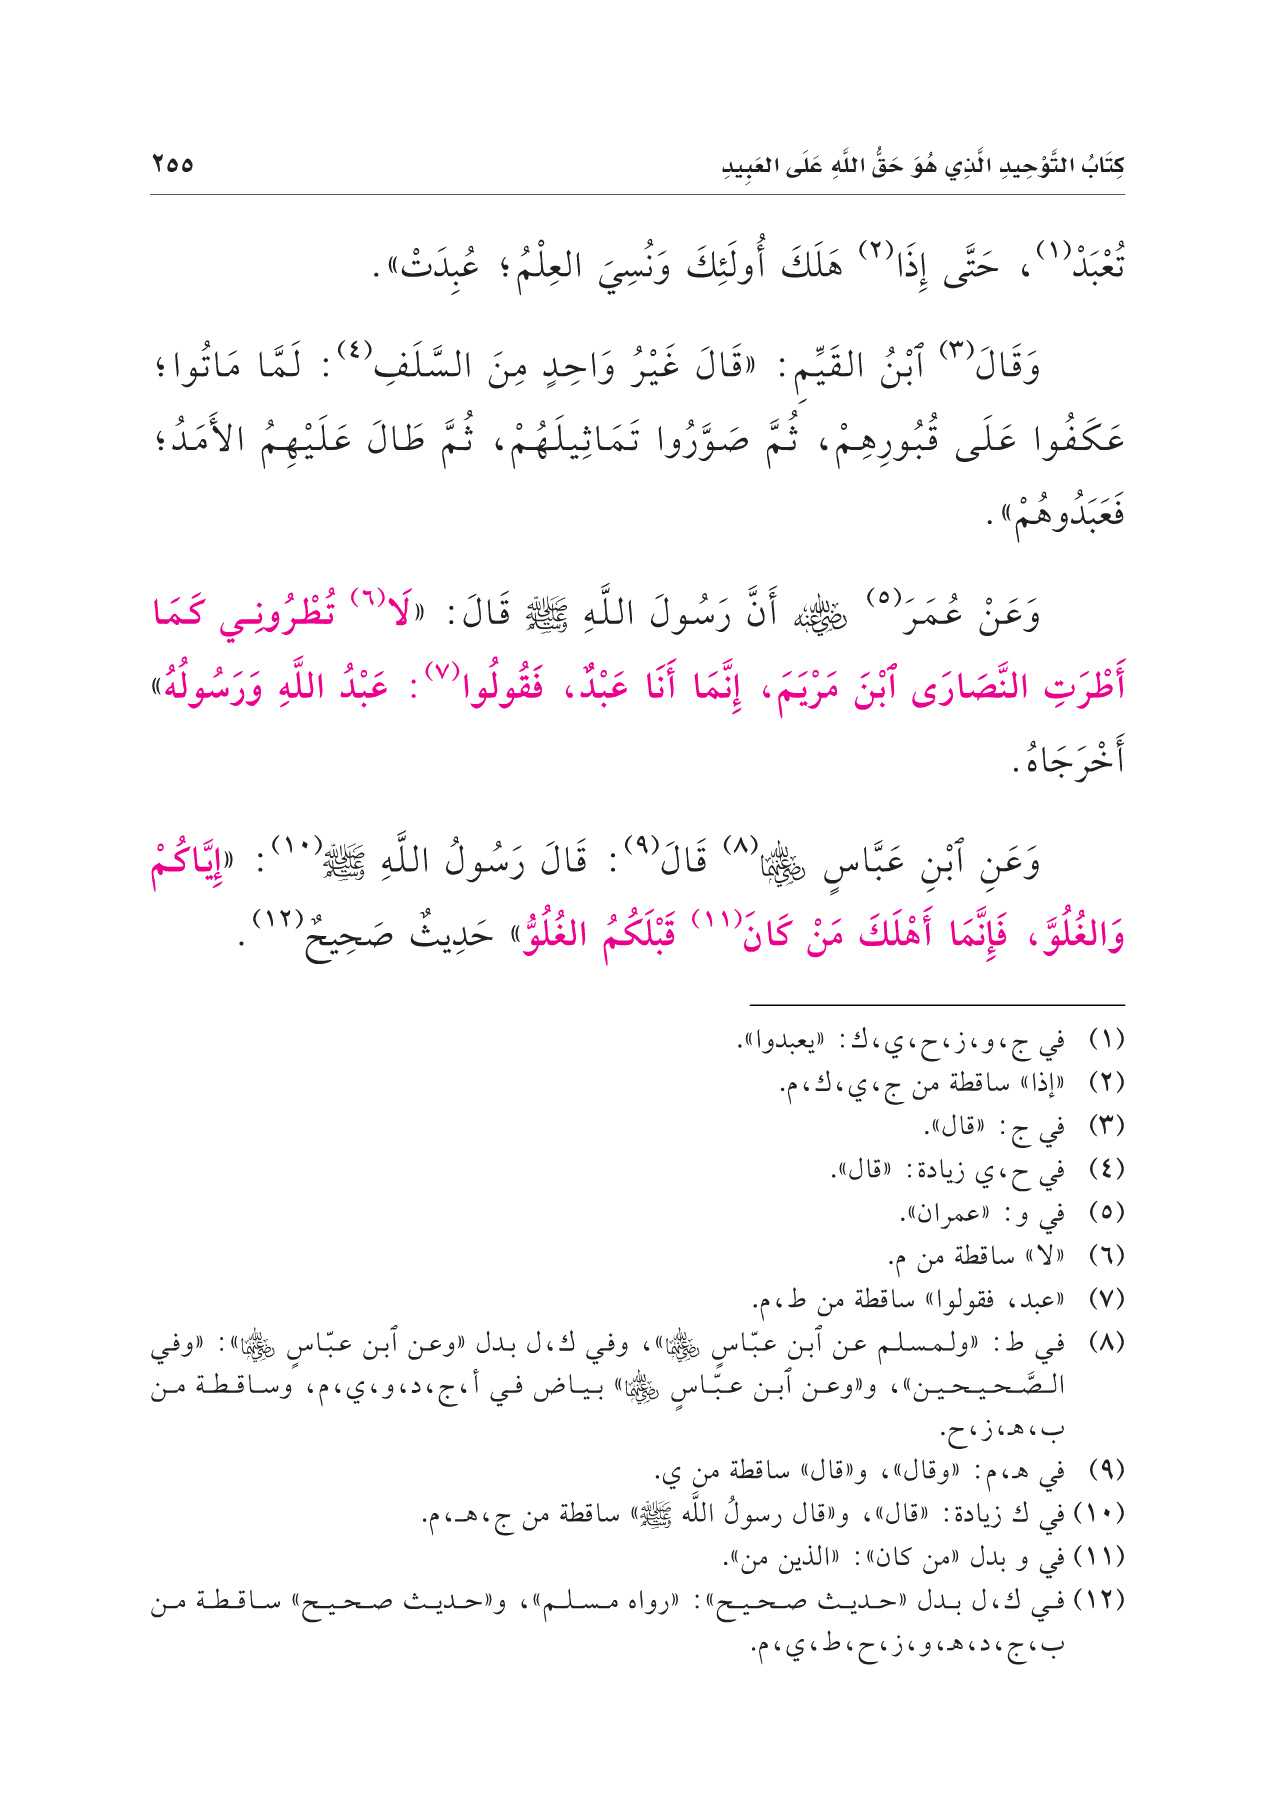 كِتَابُ التَّوْحِيدِ الَّذِي هُوَ حَقُّ اللَّهِ عَلَى العَبِيدِ ٢٥٥
تُعْبَدْ(١)، حَتَّى إِذَا(٢) هَلَكَ أُولَئِكَ وَنُسِيَ العِلْمُ؛ عُبِدَتْ».
وَقَالَ(٣) ٱبْنُ القَيِّمِ: «قَالَ غَيْرُ وَاحِدٍ مِنَ السَّلَفِ(٤): لَمَّا مَاتُوا؛
عَكَفُوا عَلَى قُبُورِهِمْ، ثُمَّ صَوَّرُوا تَمَاثِيلَهُمْ، ثُمَّ طَالَ عَلَيْهِمُ الأَمَدُ؛
فَعَبَدُوهُمْ».
وَعَنْ عُمَرَ(٥) رضي الله عنه أَنَّ رَسُولَ اللَّهِ ﷺ قَالَ: «لَا(٦) تُطْرُونِي كَمَا
أَطْرَتِ النَّصَارَى ٱبْنَ مَرْيَمَ، إِنَّمَا أَنَا عَبْدٌ، فَقُولُوا(٧): عَبْدُ اللَّهِ وَرَسُولُهُ»
أَخْرَجَاهُ.
وَعَنِ ٱبْنِ عَبَّاسٍ رضي الله عنهما(٨) قَالَ(٩): قَالَ رَسُولُ اللَّهِ ﷺ(١٠): «إِيَّاكُمْ
وَالغُلُوَّ، فَإِنَّمَا أَهْلَكَ مَنْ كَانَ(١١) قَبْلَكُمُ الغُلُوُّ» حَدِيثٌ صَحِيحٌ(١٢).
(١) في ج،و،ز،ح،ي،ك: «يعبدوا».
(٢) «إذا» ساقطة من ج،ي،ك،م.
(٣) في ج: «قال».
(٤) في ح،ي زيادة: «قال».
(٥) في و: «عمران».
(٦) «لا» ساقطة من م.
(٧) «عبد، فقولوا» ساقطة من ط،م.
(٨) في ط: «ولمسلم عن ٱبن عبّاسٍ رضي الله عنهما»، وفي ك،ل بدل «وعن ٱبن عبّاسٍ رضي الله عنهما»: «وفي
الصَّحيحين»، و«وعن ٱبن عبّاسٍ رضي الله عنهما» بياض في أ،ج،د،و،ي،م، وساقطة من
ب،هـ،ز،ح.
(٩) في هـ،م: «وقال»، و«قال» ساقطة من ي.
(١٠) في ك زيادة: «قال»، و«قال رسولُ اللَّه ﷺ» ساقطة من ج،هـ،م.
(١١) في و بدل «من كان»: «الذين من».
(١٢) في ك،ل بدل «حديث صحيح»: «رواه مسلم»، و«حديث صحيح» ساقطة من
ب،ج،د،هـ،و،ز،ح،ط،ي،م.